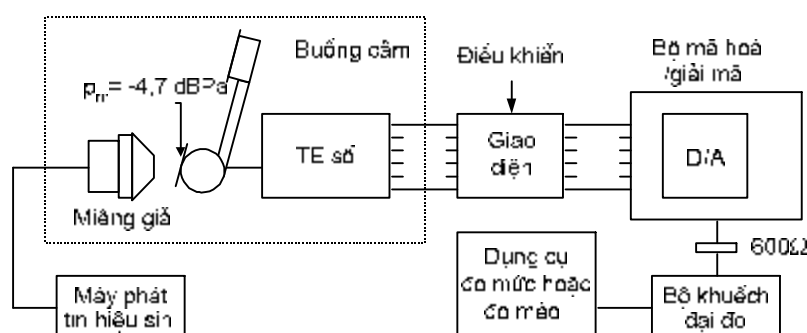 Buồng câm
pm = -4,7 dBPa
Điều khiển
Bộ mã hoá
/giải mã
TE số
Giao
diện
D/A
Miệng giả
600Ω
Dụng cụ
đo mức hoặc
đo méo
Máy phát
tín hiệu sin
Bộ khuếch
đại đo